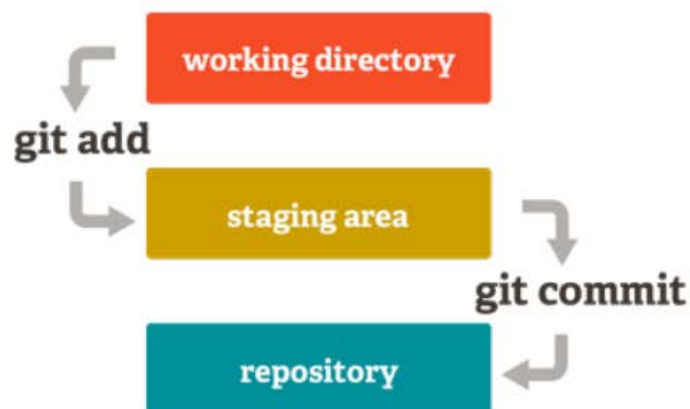 working directory
git add
staging area
git commit
repository